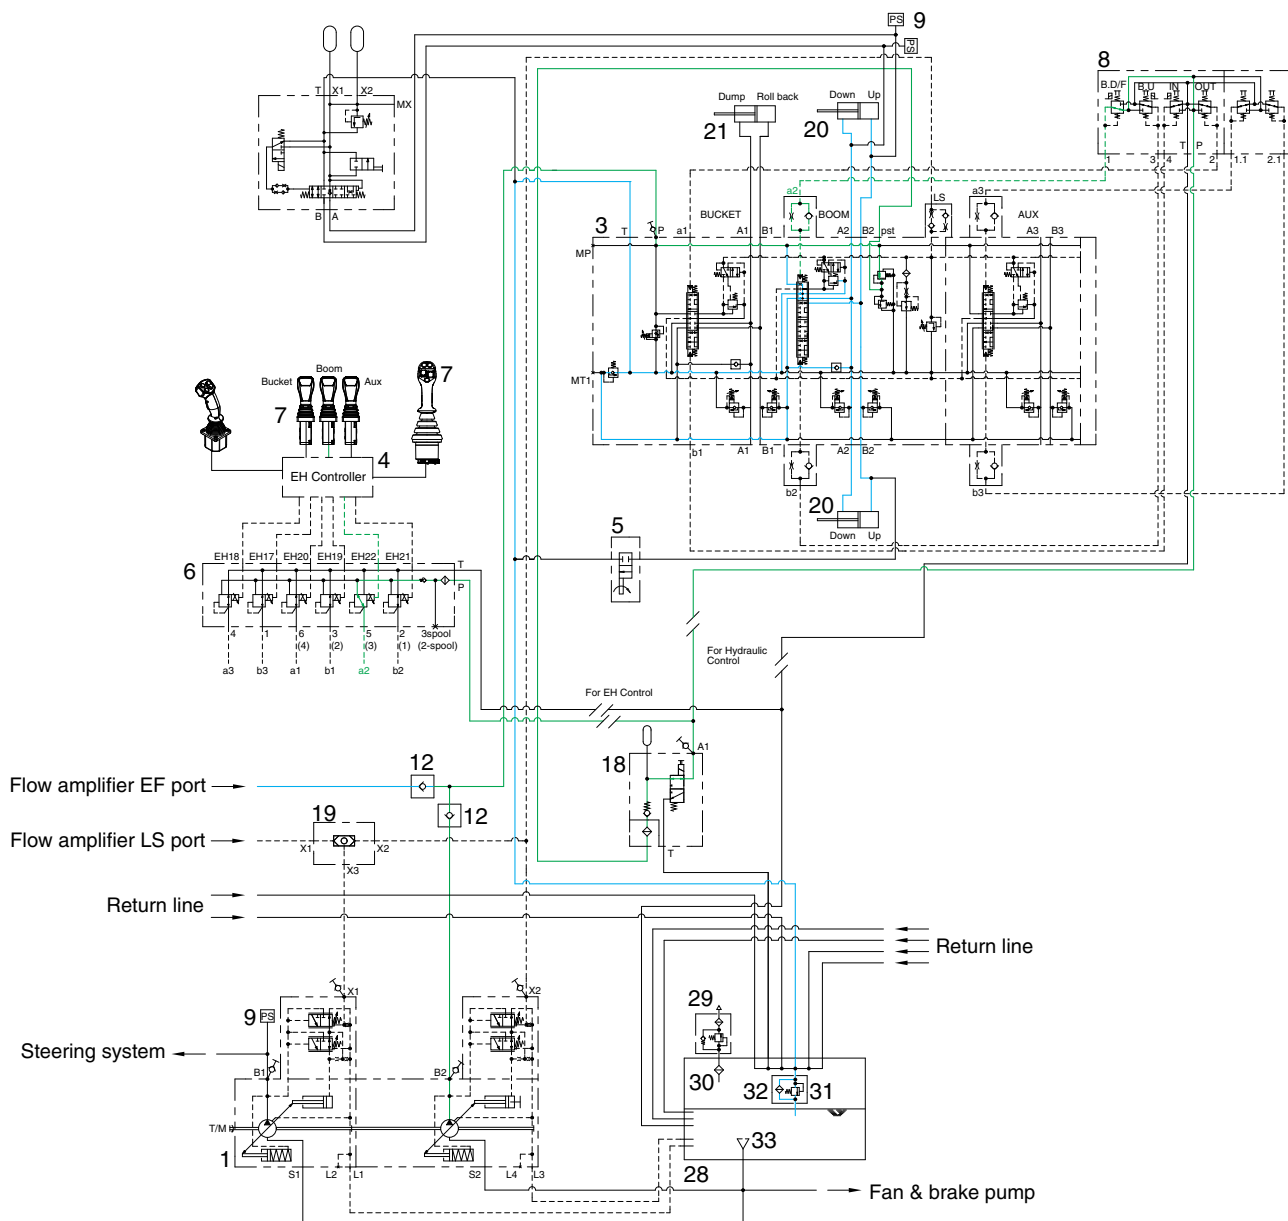 PS 9
PS
8
T X1 X2
MX
B A
Dump Roll back
21
Down Up
20
B.D/F B.U IN OUT
T P
1 3 4 2 1.1 2.1
a2 a3
LS
BUCKET BOOM AUX
3 T P a1 A1 B1 A2 B2 pst A3 B3
MP
MT1
b1 A1 B1 A2 B2
b2 b3
20
Down Up
Bucket Boom Aux
7
7
4
EH Controller
EH18 EH17 EH20 EH19 EH22 EH21
T
P
6
4 1 6 3 5 2 3spool
(4) (2) (3) (1) (2-spool)
a3 b3 a1 b1 a2 b2
5
For Hydraulic
Control
For EH Control
18
A1
T
Flow amplifier EF port
12
12
19
Flow amplifier LS port
X1 X2
X3
Return line
Return line
X1 X2
9 PS
Steering system
B1 B2
T/M
1
S1 L2 L1 S2 L4 L3
29
30
32 31
33
28
Fan & brake pump